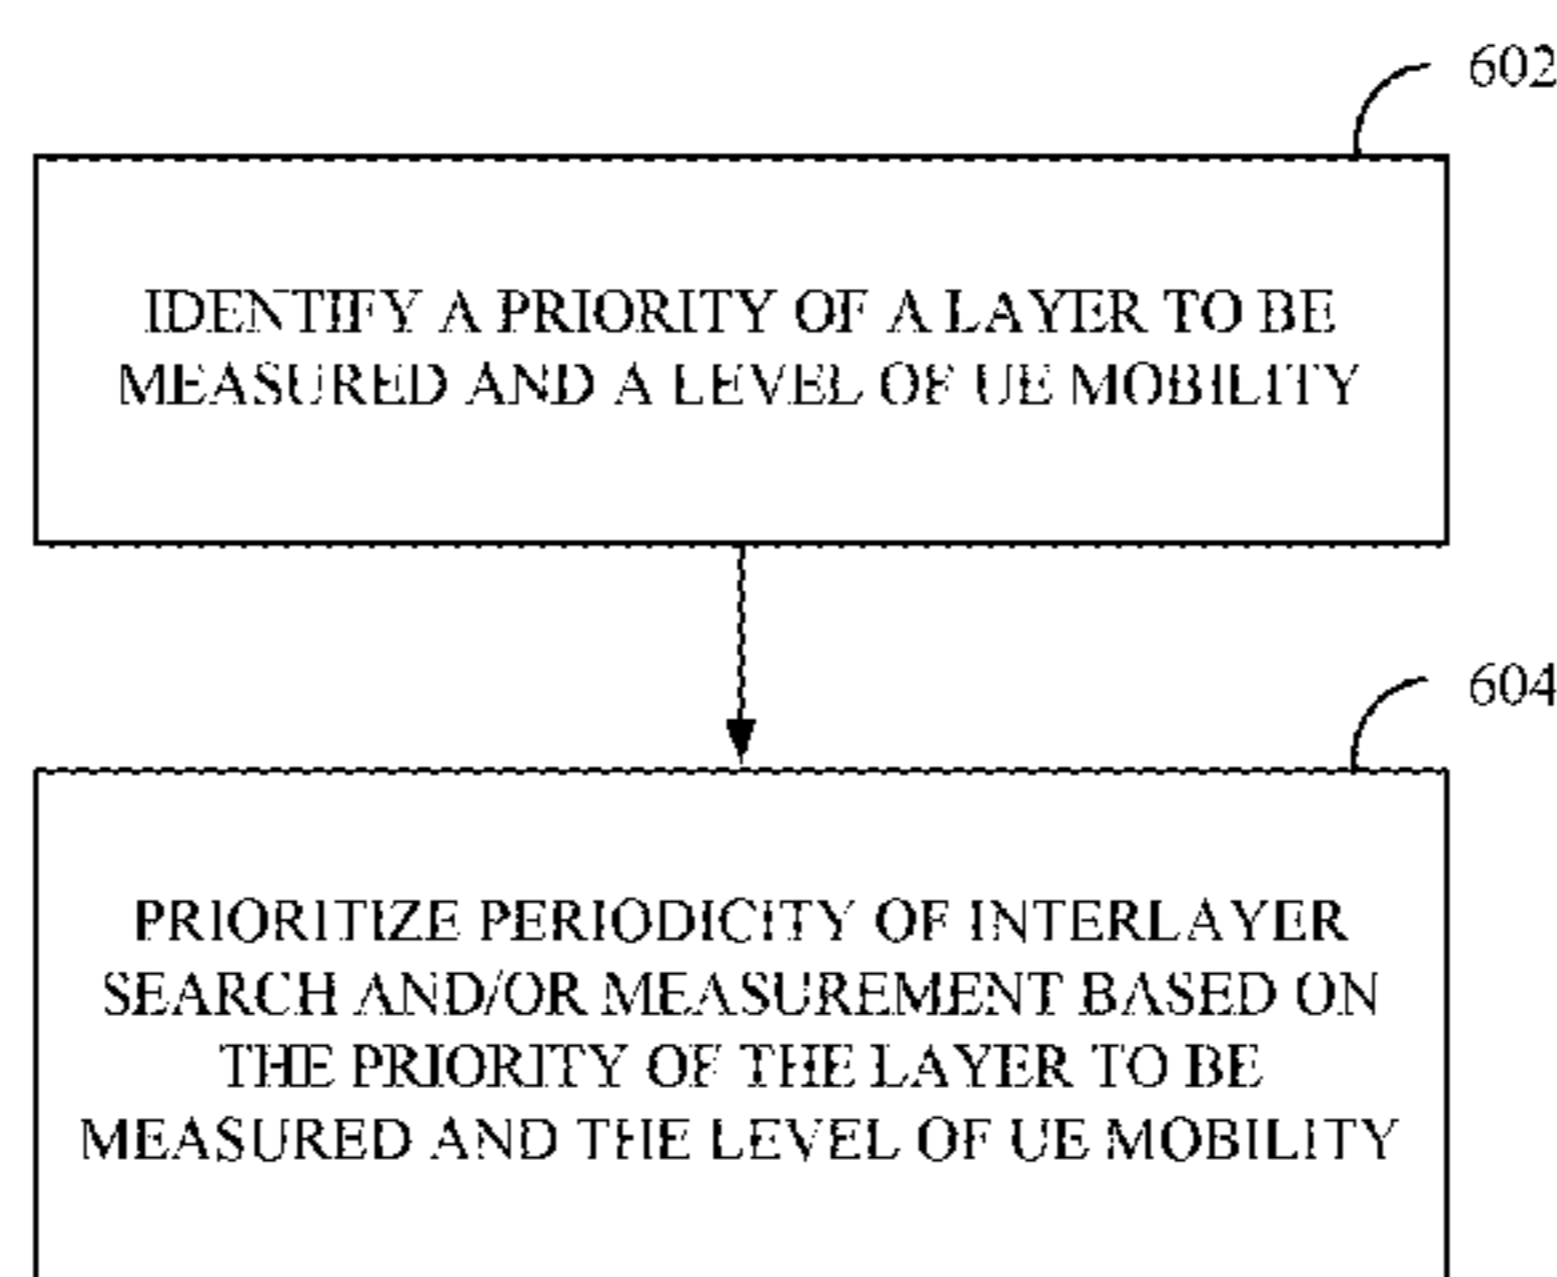 602
IDENTIFY A PRIORITY OF A LAYER TO BE
MEASURED AND A LEVEL OF UE MOBILITY
604
PRIORITIZE PERIODICITY OF INTERLAYER
SEARCH AND/OR MEASUREMENT BASED ON
THE PRIORITY OF THE LAYER TO BE
MEASURED AND THE LEVEL OF UE MOBILITY